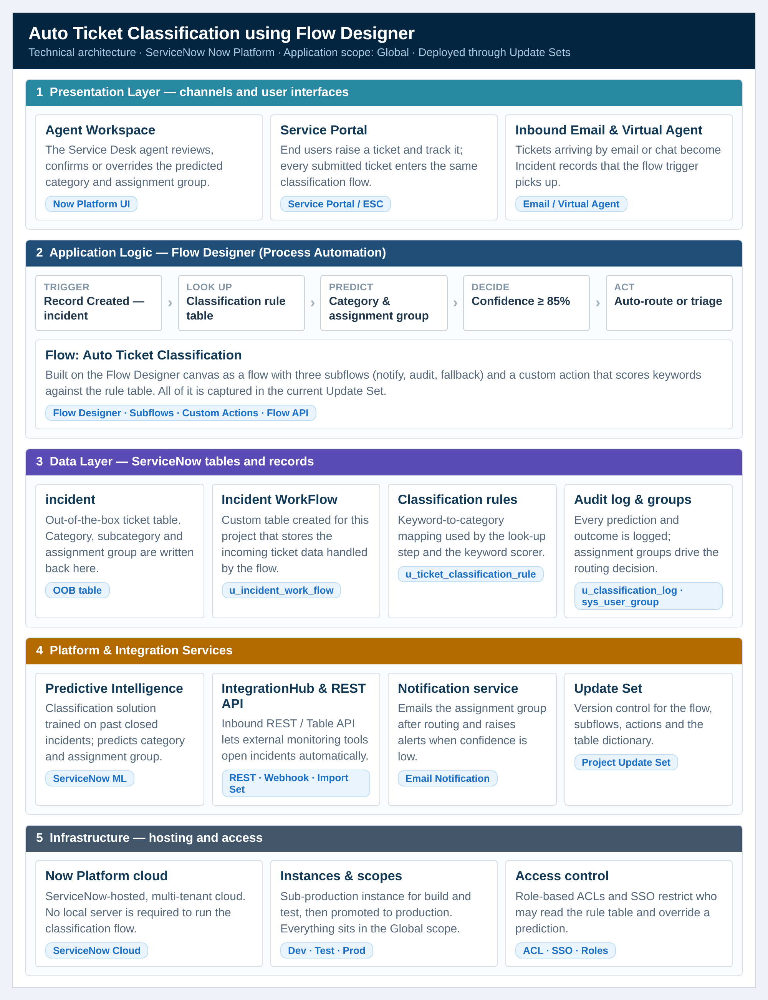 Auto Ticket Classification using Flow Designer
Technical architecture · ServiceNow Now Platform · Application scope: Global · Deployed through Update Sets
1 Presentation Layer — channels and user interfaces
Agent Workspace
The Service Desk agent reviews,
confirms or overrides the predicted
category and assignment group.
Now Platform UI
Service Portal
End users raise a ticket and track it;
every submitted ticket enters the same
classification flow.
Service Portal / ESC
Inbound Email & Virtual Agent
Tickets arriving by email or chat become
Incident records that the flow trigger
picks up.
Email / Virtual Agent
2 Application Logic — Flow Designer (Process Automation)
TRIGGER
Record Created —
incident
›
LOOK UP
Classification rule
table
›
PREDICT
Category &
assignment group
›
DECIDE
Confidence ≥ 85%
›
ACT
Auto-route or triage
Flow: Auto Ticket Classification
Built on the Flow Designer canvas as a flow with three subflows (notify, audit, fallback) and a custom action that scores keywords
against the rule table. All of it is captured in the current Update Set.
Flow Designer · Subflows · Custom Actions · Flow API
3 Data Layer — ServiceNow tables and records
incident
Out-of-the-box ticket table.
Category, subcategory and
assignment group are written
back here.
OOB table
Incident WorkFlow
Custom table created for this
project that stores the
incoming ticket data handled
by the flow.
u_incident_work_flow
Classification rules
Keyword-to-category
mapping used by the look-up
step and the keyword scorer.
u_ticket_classification_rule
Audit log & groups
Every prediction and
outcome is logged;
assignment groups drive the
routing decision.
u_classification_log ·
sys_user_group
4 Platform & Integration Services
Predictive Intelligence
Classification solution
trained on past closed
incidents; predicts category
and assignment group.
ServiceNow ML
IntegrationHub & REST
API
Inbound REST / Table API
lets external monitoring tools
open incidents automatically.
REST · Webhook · Import
Set
Notification service
Emails the assignment group
after routing and raises
alerts when confidence is
low.
Email Notification
Update Set
Version control for the flow,
subflows, actions and the
table dictionary.
Project Update Set
5 Infrastructure — hosting and access
Now Platform cloud
ServiceNow-hosted, multi-tenant cloud.
No local server is required to run the
classification flow.
ServiceNow Cloud
Instances & scopes
Sub-production instance for build and
test, then promoted to production.
Everything sits in the Global scope.
Dev · Test · Prod
Access control
Role-based ACLs and SSO restrict who
may read the rule table and override a
prediction.
ACL · SSO · Roles